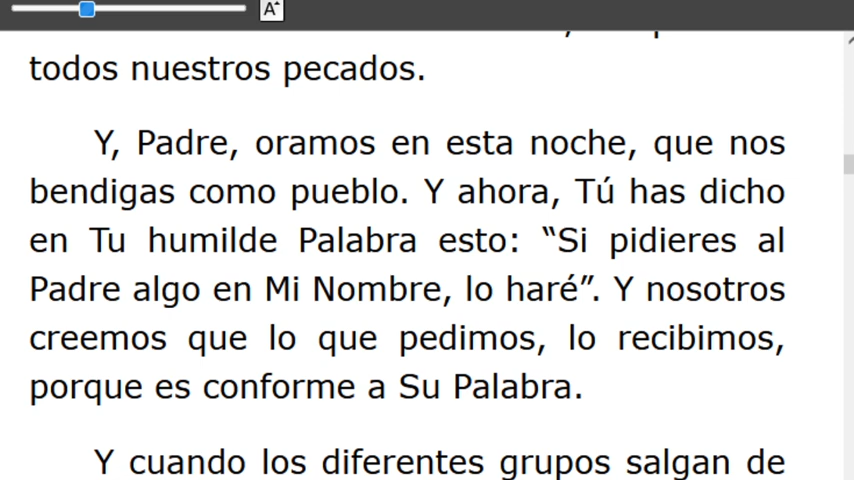 A
todos nuestros pecados.
Y, Padre, oramos en esta noche, que nos
bendigas como pueblo. Y ahora, Tú has dicho
en Tu humilde Palabra esto: “Si pidieres al
Padre algo en Mi Nombre, lo haré”. Y nosotros
creemos que lo que pedimos, lo recibimos,
porque es conforme a Su Palabra.
Y cuando los diferentes grupos salgan de